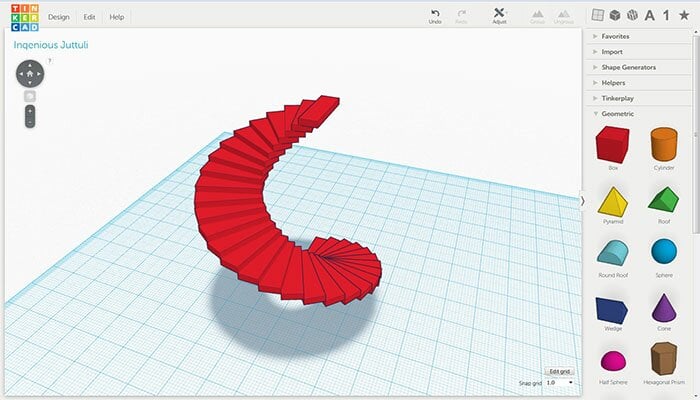 TIN
KER
CAD
Design Edit Help
Undo Redo Adjust Group Ungroup
A 1
Ingenious Juttuli
?
Favorites
Import
Shape Generators
Helpers
Tinkerplay
Geometric
Box Cylinder
Pyramid Roof
Round Roof Sphere
Wedge Cone
Half Sphere Hexagonal Prism
Edit grid
Snap grid 1.0